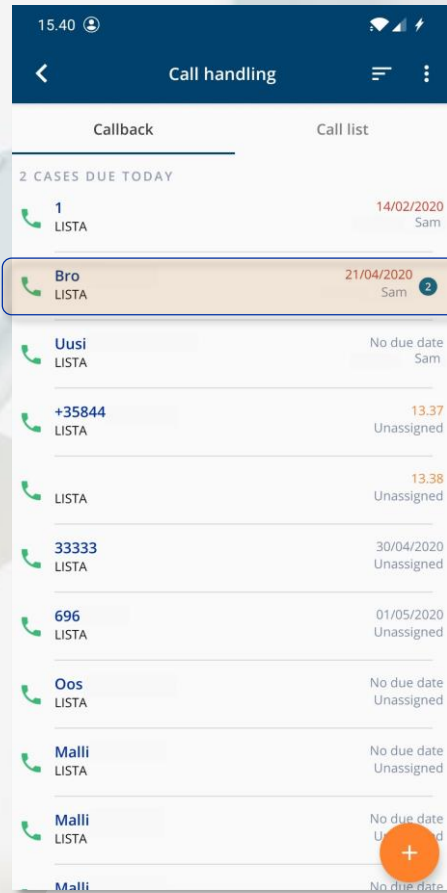 15.40
Call handling
Callback Call list
2 CASES DUE TODAY
1 14/02/2020
LISTA Sam
Bro 21/04/2020
LISTA Sam 2
Uusi No due date
LISTA Sam
+35844 13.37
LISTA Unassigned
13.38
LISTA Unassigned
33333 30/04/2020
LISTA Unassigned
696 01/05/2020
LISTA Unassigned
Oos No due date
LISTA Unassigned
Malli No due date
LISTA Unassigned
Malli No due date
LISTA
+
Malli No due date